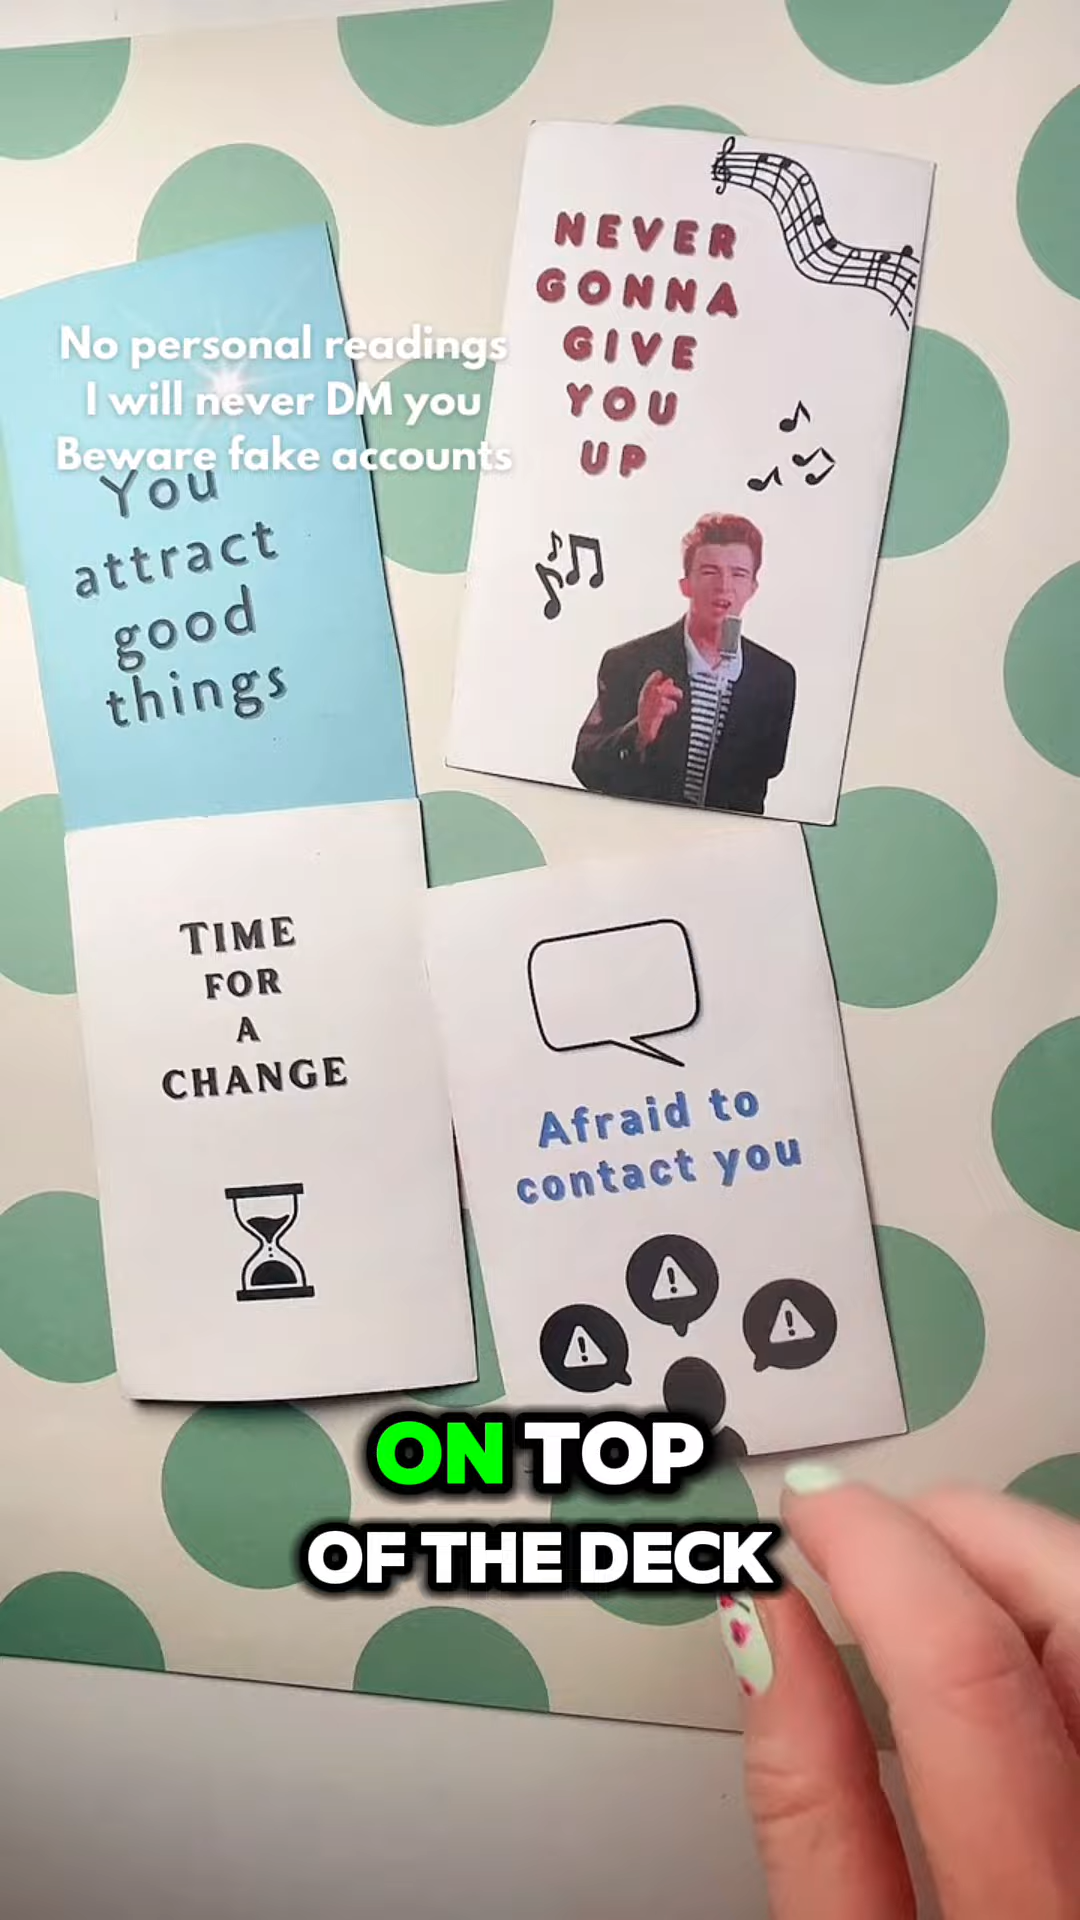 No personal readings
I will never DM you
Beware fake accounts
You
attract
good
things
NEVER
GONNA
GIVE
YOU
UP
TIME
FOR
A
CHANGE
Afraid to
contact you
ON TOP
OF THE DECK